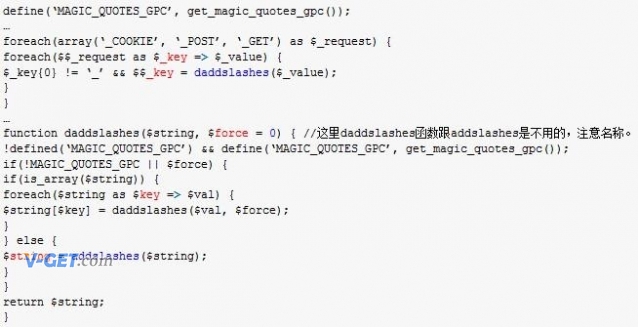 define(‘MAGIC_QUOTES_GPC’, get_magic_quotes_gpc());
…
foreach(array(‘_COOKIE’, ‘_POST’, ‘_GET’) as $_request) {
foreach($$_request as $_key => $_value) {
$_key{0} != ‘_’ && $$_key = daddslashes($_value);
}
}
…
function daddslashes($string, $force = 0) { //这里daddslashes函数跟addslashes是不用的，注意名称。
!defined(‘MAGIC_QUOTES_GPC’) && define(‘MAGIC_QUOTES_GPC’, get_magic_quotes_gpc());
if(!MAGIC_QUOTES_GPC || $force) {
if(is_array($string)) {
foreach($string as $key => $val) {
$string[$key] = daddslashes($val, $force);
}
} else {
$string = addslashes($string);
V-GET.com
}
}
return $string;
}